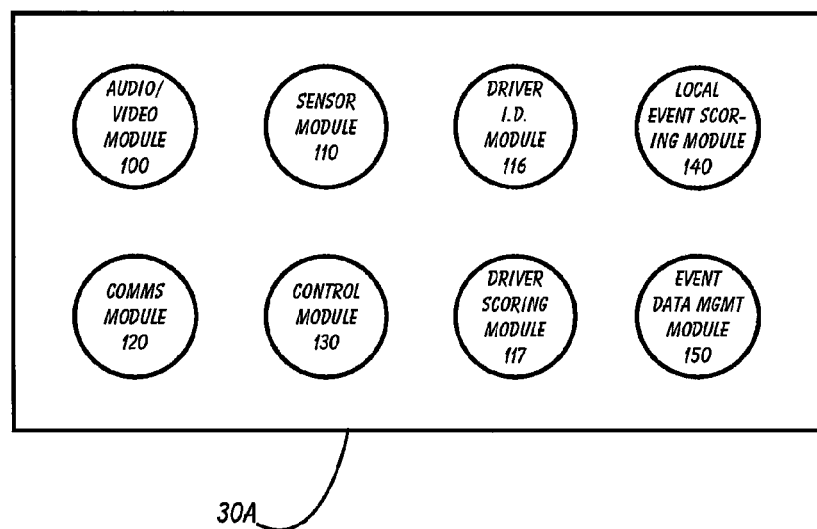 AUDIO/
VIDEO
MODULE
100
SENSOR
MODULE
110
DRIVER
I.D.
MODULE
116
LOCAL
EVENT SCOR-
ING MODULE
140
COMMS
MODULE
120
CONTROL
MODULE
130
DRIVER
SCORING
MODULE
117
EVENT
DATA MGMT
MODULE
150
30A